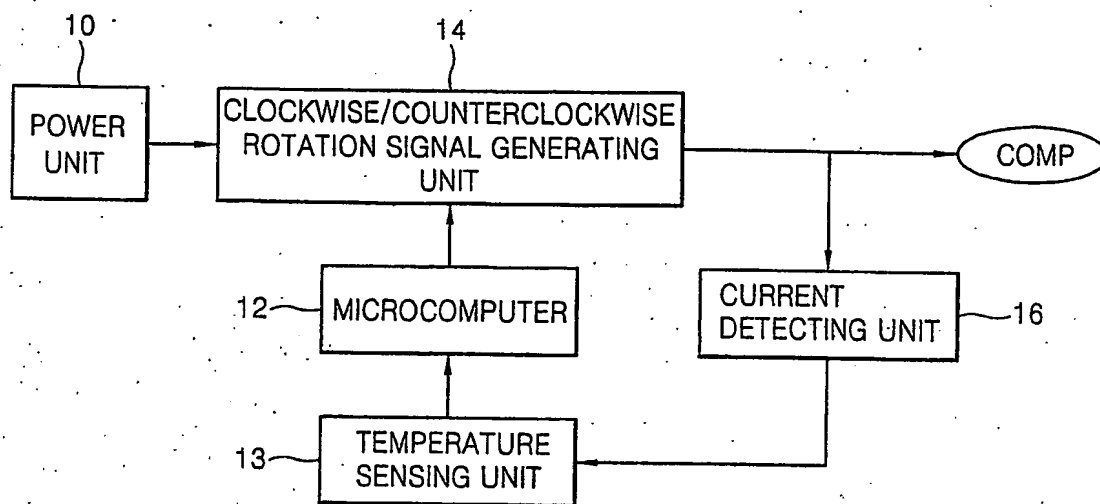 10
14
POWER
UNIT
CLOCKWISE/COUNTERCLOCKWISE
ROTATION SIGNAL GENERATING
UNIT
COMP
12
MICROCOMPUTER
CURRENT
DETECTING UNIT
16
13
TEMPERATURE
SENSING UNIT